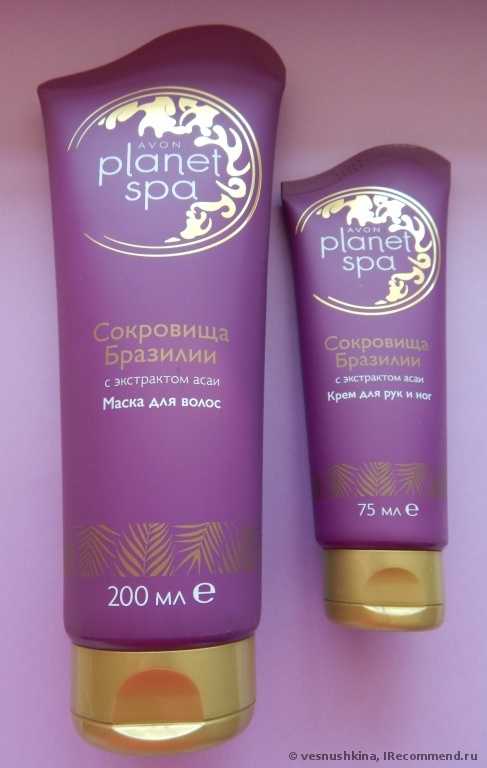 AVON
planet
spa
Сокровища
Бразилии
с экстрактом асаи
Маска для волос
200 мл e
AVON
planet
spa
Сокровища
Бразилии
с экстрактом асаи
Крем для рук и ног
75 мл e
© vesnushkina, IRecommend.ru